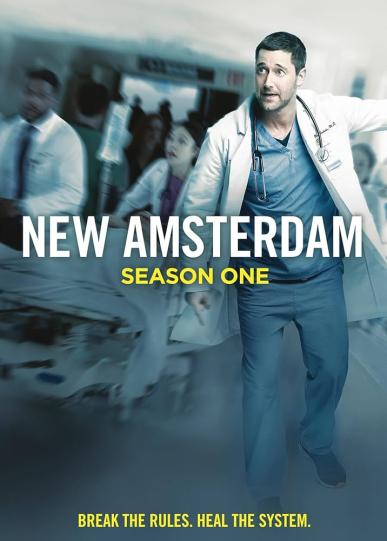 NEW AMSTERDAM
SEASON ONE
BREAK THE RULES. HEAL THE SYSTEM.